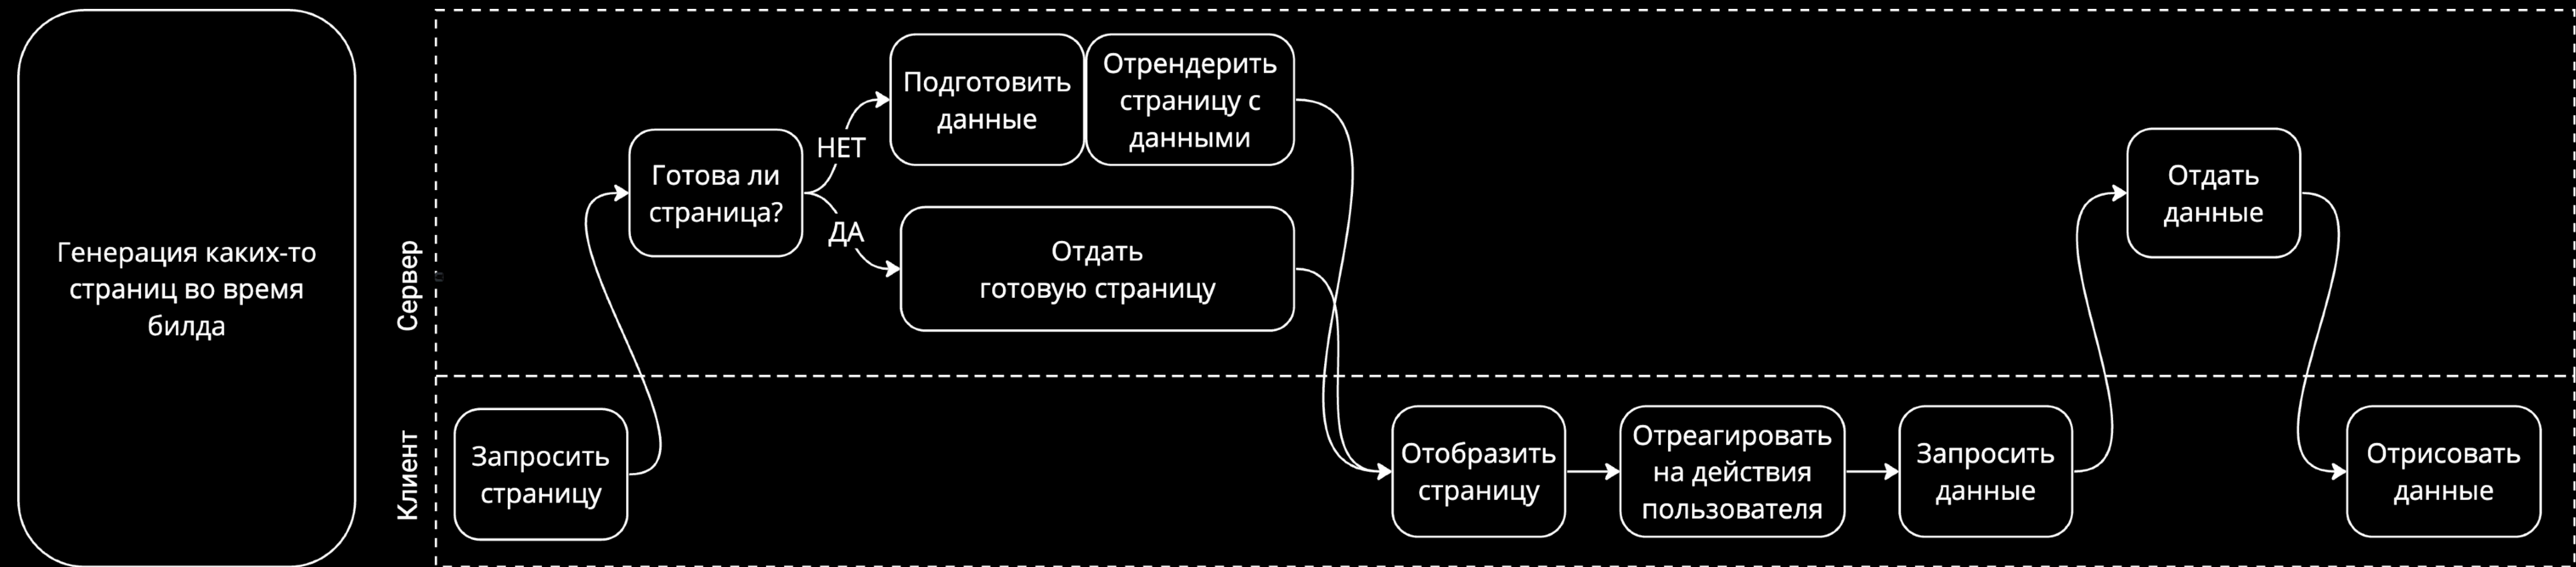 Генерация каких-то
страниц во время
билда
Сервер
Клиент
Запросить
страницу
Готова ли
страница?
НЕТ
ДА
Подготовить
данные
Отрендерить
страницу с
данными
Отдать
готовую страницу
Отобразить
страницу
Отреагировать
на действия
пользователя
Запросить
данные
Отдать
данные
Отрисовать
данные